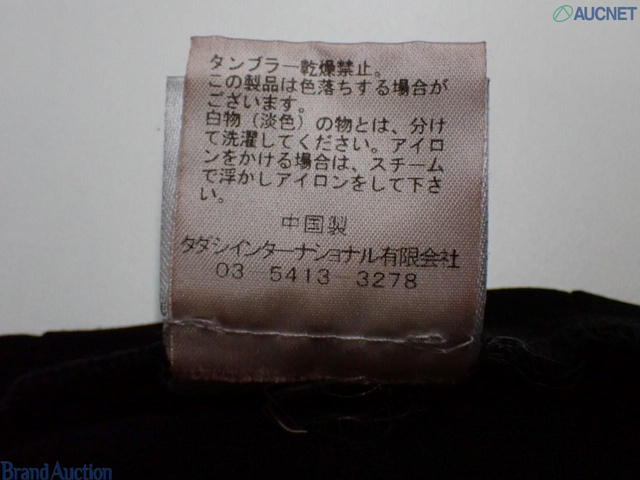 AUCNET
タンブラー乾燥禁止。
この製品は色落ちする場合が
ございます。
白物（淡色）の物とは、分け
て洗濯してください。アイロ
ンをかける場合は、スチーム
で浮かしアイロンをして下さ
い。
中国製
タダシインターナショナル有限会社
03 5413 3278
Brand Auction